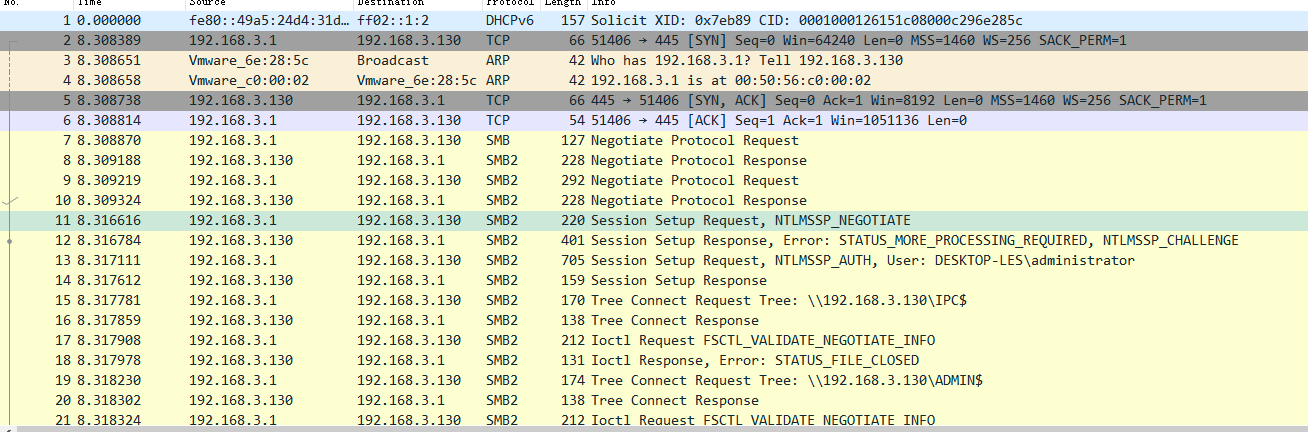 No. Time Source Destination Protocol Length Info
1 0.000000 fe80::49a5:24d4:31d… ff02::1:2 DHCPv6 157 Solicit XID: 0x7eb89 CID: 0001000126151c08000c296e285c
2 8.308389 192.168.3.1 192.168.3.130 TCP 66 51406 → 445 [SYN] Seq=0 Win=64240 Len=0 MSS=1460 WS=256 SACK_PERM=1
3 8.308651 Vmware_6e:28:5c Broadcast ARP 42 Who has 192.168.3.1? Tell 192.168.3.130
4 8.308658 Vmware_c0:00:02 Vmware_6e:28:5c ARP 42 192.168.3.1 is at 00:50:56:c0:00:02
5 8.308738 192.168.3.130 192.168.3.1 TCP 66 445 → 51406 [SYN, ACK] Seq=0 Ack=1 Win=8192 Len=0 MSS=1460 WS=256 SACK_PERM=1
6 8.308814 192.168.3.1 192.168.3.130 TCP 54 51406 → 445 [ACK] Seq=1 Ack=1 Win=1051136 Len=0
7 8.308870 192.168.3.1 192.168.3.130 SMB 127 Negotiate Protocol Request
8 8.309188 192.168.3.130 192.168.3.1 SMB2 228 Negotiate Protocol Response
9 8.309219 192.168.3.1 192.168.3.130 SMB2 292 Negotiate Protocol Request
10 8.309324 192.168.3.130 192.168.3.1 SMB2 228 Negotiate Protocol Response
11 8.316616 192.168.3.1 192.168.3.130 SMB2 220 Session Setup Request, NTLMSSP_NEGOTIATE
12 8.316784 192.168.3.130 192.168.3.1 SMB2 401 Session Setup Response, Error: STATUS_MORE_PROCESSING_REQUIRED, NTLMSSP_CHALLENGE
13 8.317111 192.168.3.1 192.168.3.130 SMB2 705 Session Setup Request, NTLMSSP_AUTH, User: DESKTOP-LES\administrator
14 8.317612 192.168.3.130 192.168.3.1 SMB2 159 Session Setup Response
15 8.317781 192.168.3.1 192.168.3.130 SMB2 170 Tree Connect Request Tree: \\192.168.3.130\IPC$
16 8.317859 192.168.3.130 192.168.3.1 SMB2 138 Tree Connect Response
17 8.317908 192.168.3.1 192.168.3.130 SMB2 212 Ioctl Request FSCTL_VALIDATE_NEGOTIATE_INFO
18 8.317978 192.168.3.130 192.168.3.1 SMB2 131 Ioctl Response, Error: STATUS_FILE_CLOSED
19 8.318230 192.168.3.1 192.168.3.130 SMB2 174 Tree Connect Request Tree: \\192.168.3.130\ADMIN$
20 8.318302 192.168.3.130 192.168.3.1 SMB2 138 Tree Connect Response
21 8.318324 192.168.3.1 192.168.3.130 SMB2 212 Ioctl Request FSCTL_VALIDATE_NEGOTIATE_INFO